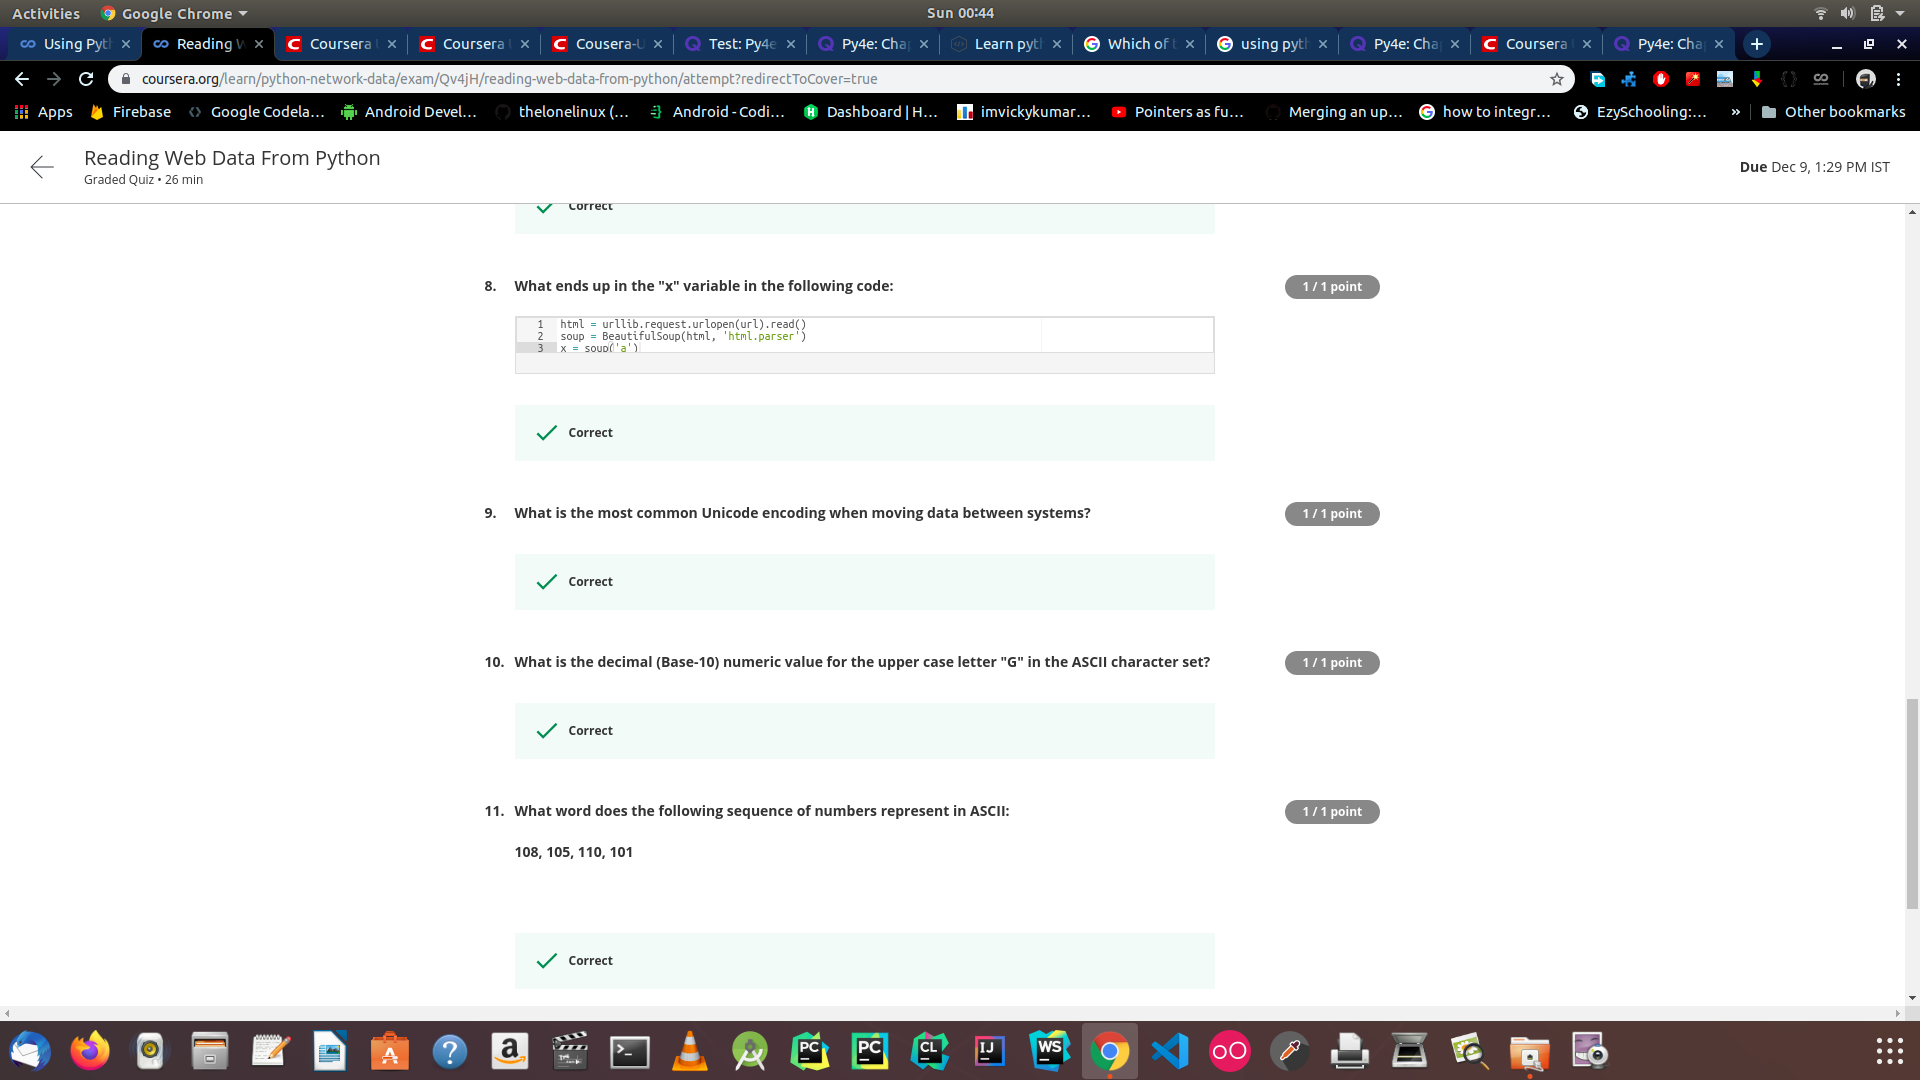 Activities Google Chrome Sun 00:44
Using Pyt Reading W Coursera Coursera Cousera-U Test: Py4e Py4e: Cha Learn pyt Which of using pyt Py4e: Cha Coursera Py4e: Cha
coursera.org/learn/python-network-data/exam/Qv4jH/reading-web-data-from-python/attempt?redirectToCover=true
Apps Firebase Google Codela... Android Devel... thelonelinux (... Android - Codi... Dashboard | H... imvickykumar... Pointers as fu... Merging an up... how to integr... EzySchooling:... » Other bookmarks
Reading Web Data From Python
Graded Quiz • 26 min
Due Dec 9, 1:29 PM IST
Correct
8. What ends up in the "x" variable in the following code: 1 / 1 point
1 html = urllib.request.urlopen(url).read()
2 soup = BeautifulSoup(html, 'html.parser')
3 x = soup('a')
Correct
9. What is the most common Unicode encoding when moving data between systems? 1 / 1 point
Correct
10. What is the decimal (Base-10) numeric value for the upper case letter "G" in the ASCII character set? 1 / 1 point
Correct
11. What word does the following sequence of numbers represent in ASCII: 1 / 1 point
108, 105, 110, 101
Correct